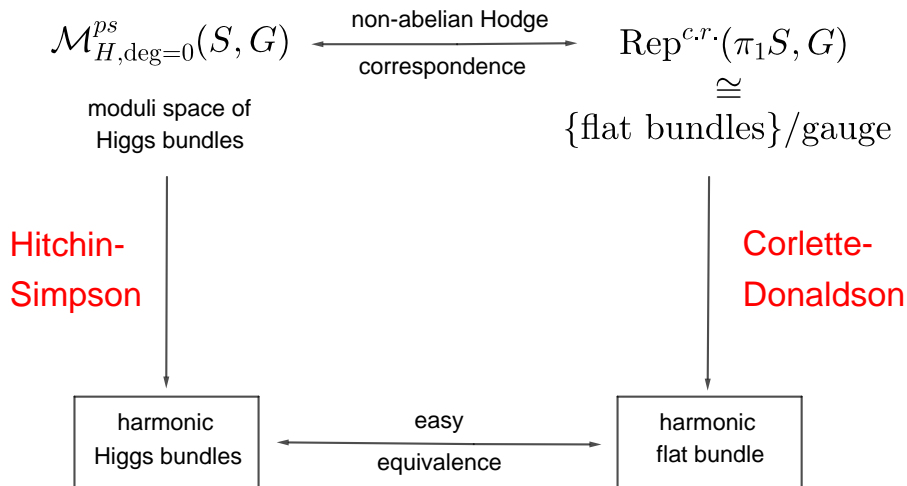 non-abelian Hodge
correspondence
$\mathcal{M}^{ps}_{H,\deg=0}(S, G)$
moduli space of
Higgs bundles
$\mathrm{Rep}^{c.r.}(\pi_1 S, G)$
≅
{flat bundles}/gauge
Hitchin-
Simpson
Corlette-
Donaldson
harmonic
Higgs bundles
easy
equivalence
harmonic
flat bundle